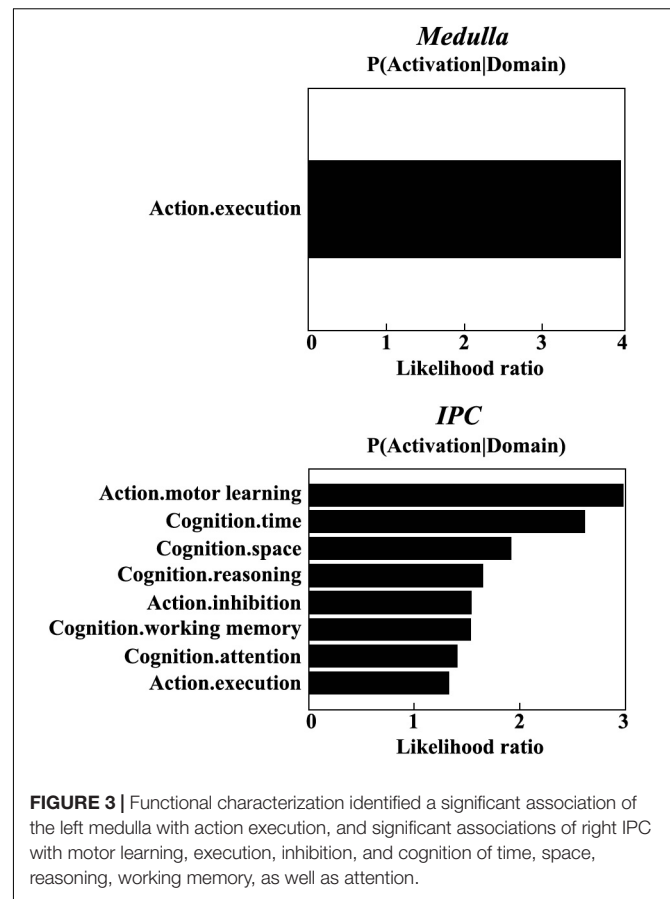 Medulla
P(Activation|Domain)
Action.execution
0 1 2 3 4
Likelihood ratio
IPC
P(Activation|Domain)
Action.motor learning
Cognition.time
Cognition.space
Cognition.reasoning
Action.inhibition
Cognition.working memory
Cognition.attention
Action.execution
0 1 2 3
Likelihood ratio
FIGURE 3 | Functional characterization identified a significant association of
the left medulla with action execution, and significant associations of right IPC
with motor learning, execution, inhibition, and cognition of time, space,
reasoning, working memory, as well as attention.